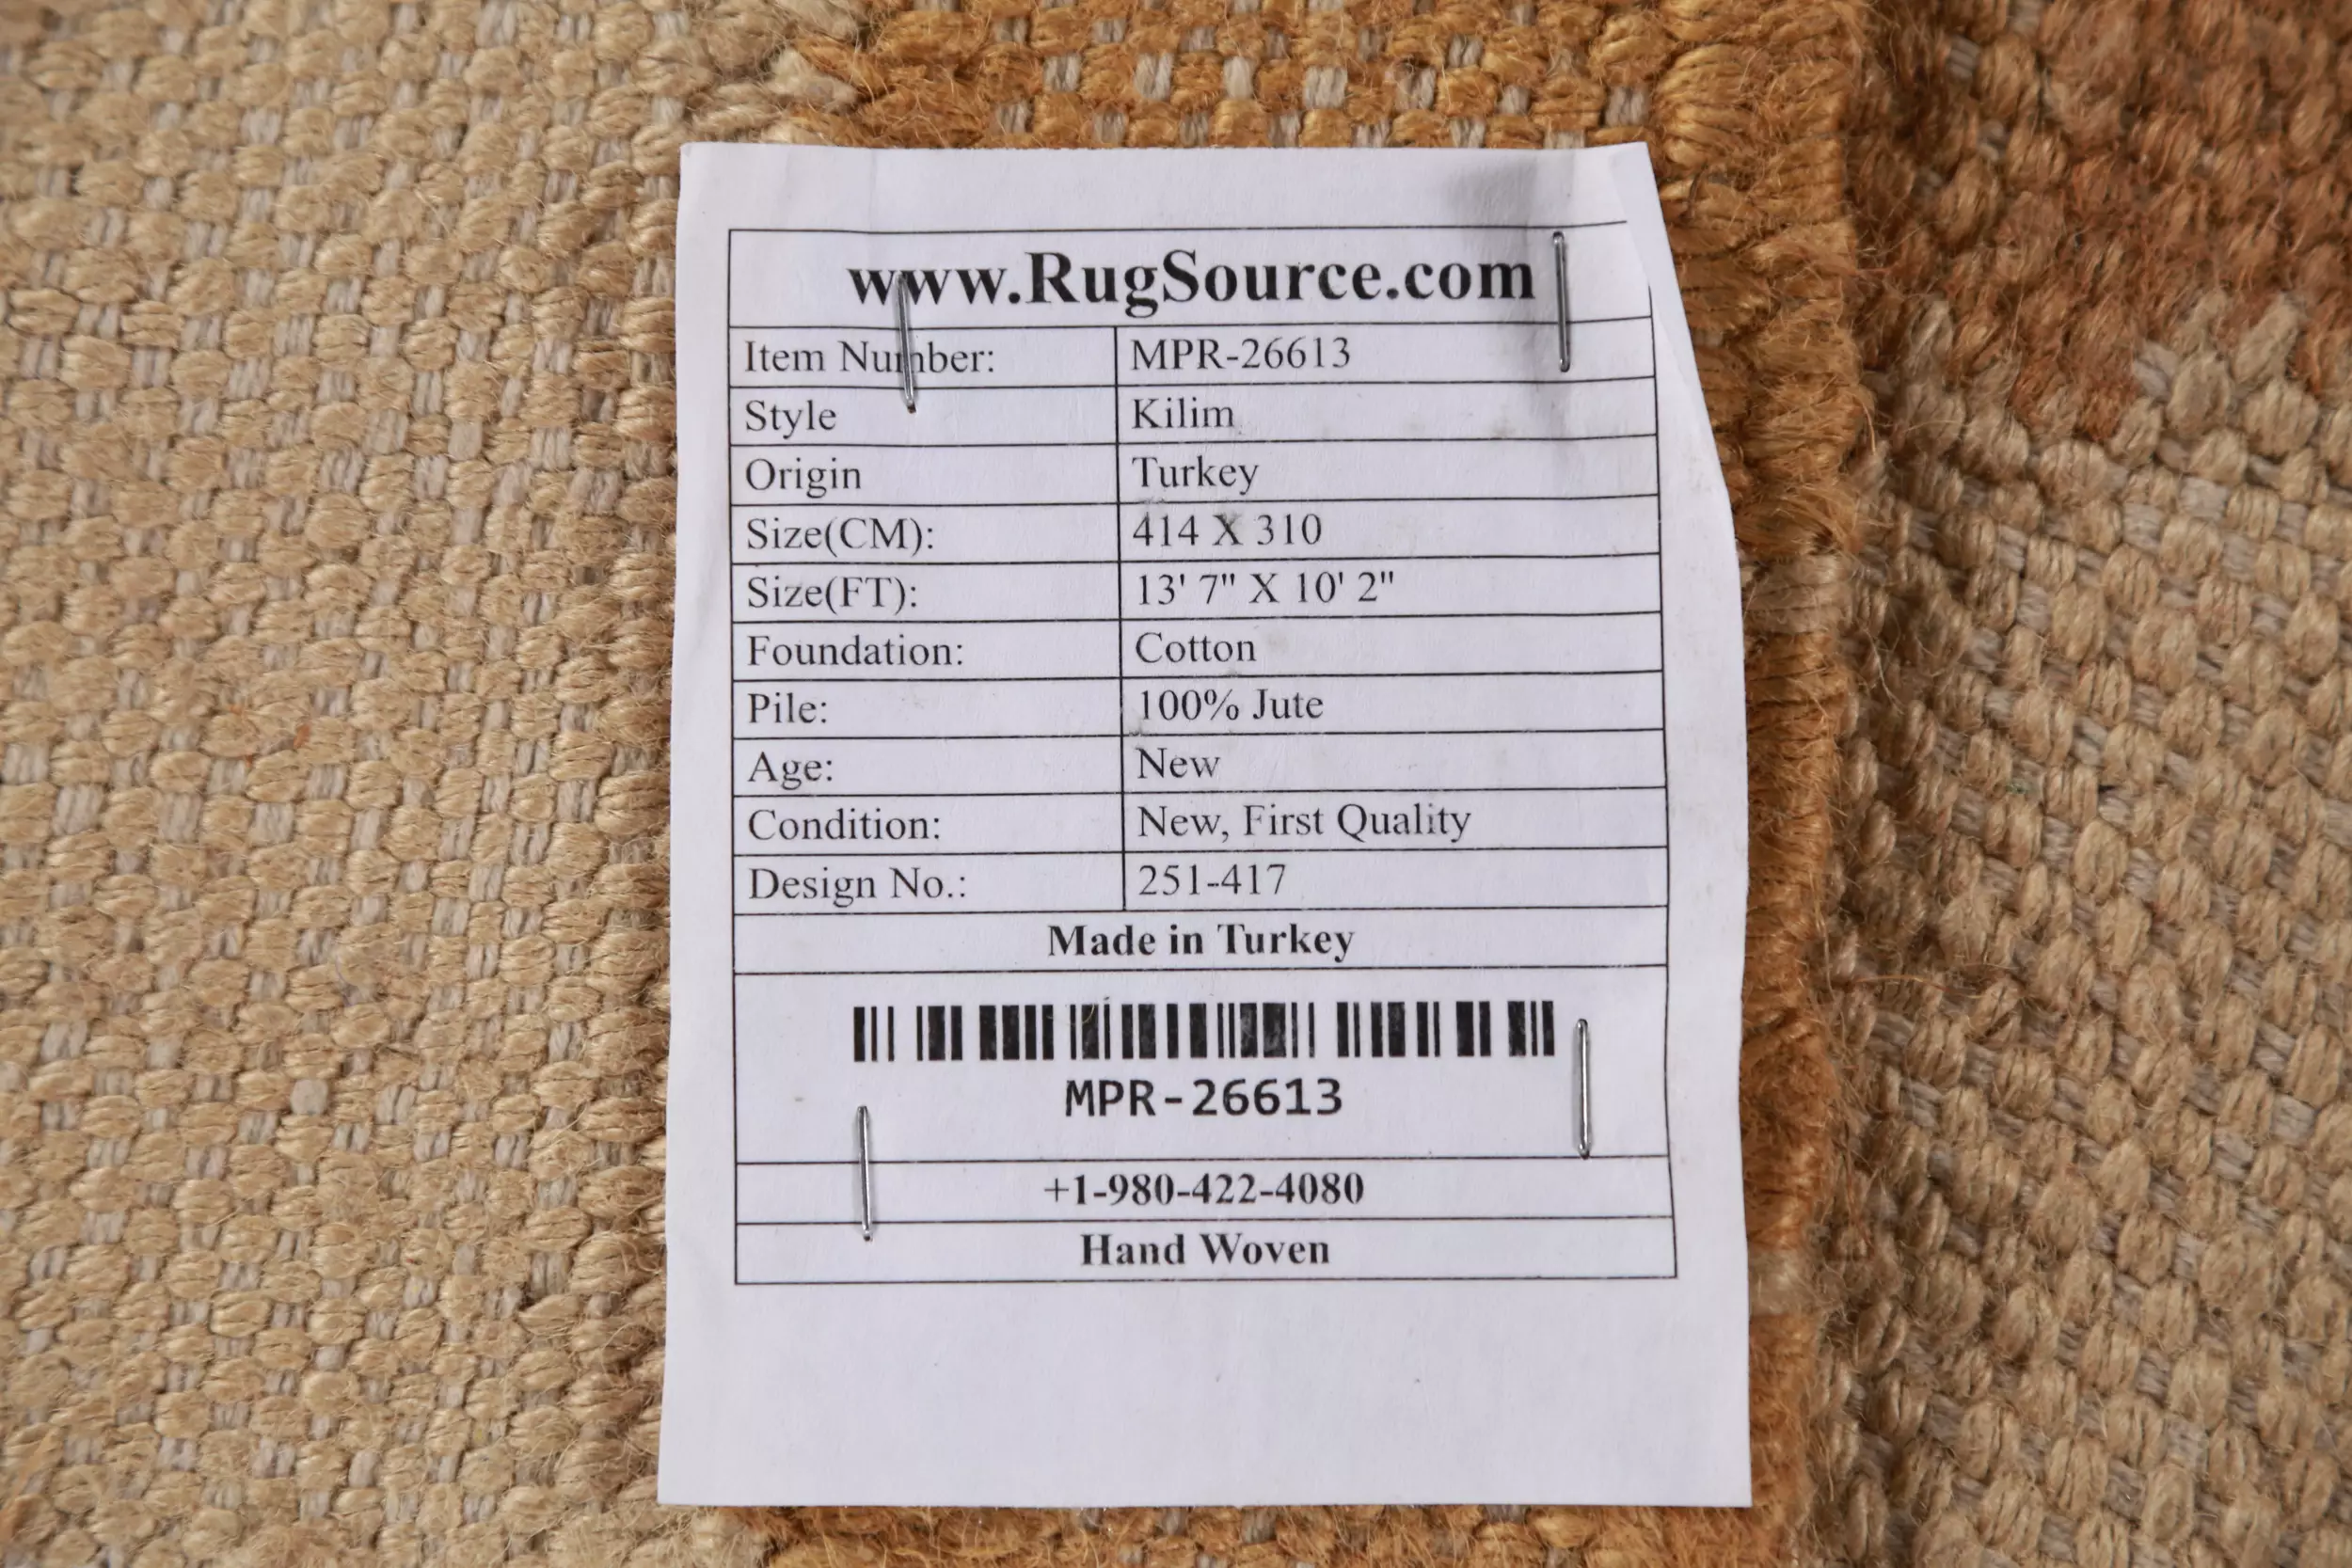 www.RugSource.com
Item Number: MPR-26613
Style Kilim
Origin Turkey
Size(CM): 414 X 310
Size(FT): 13' 7" X 10' 2"
Foundation: Cotton
Pile: 100% Jute
Age: New
Condition: New, First Quality
Design No.: 251-417
Made in Turkey
MPR-26613
+1-980-422-4080
Hand Woven